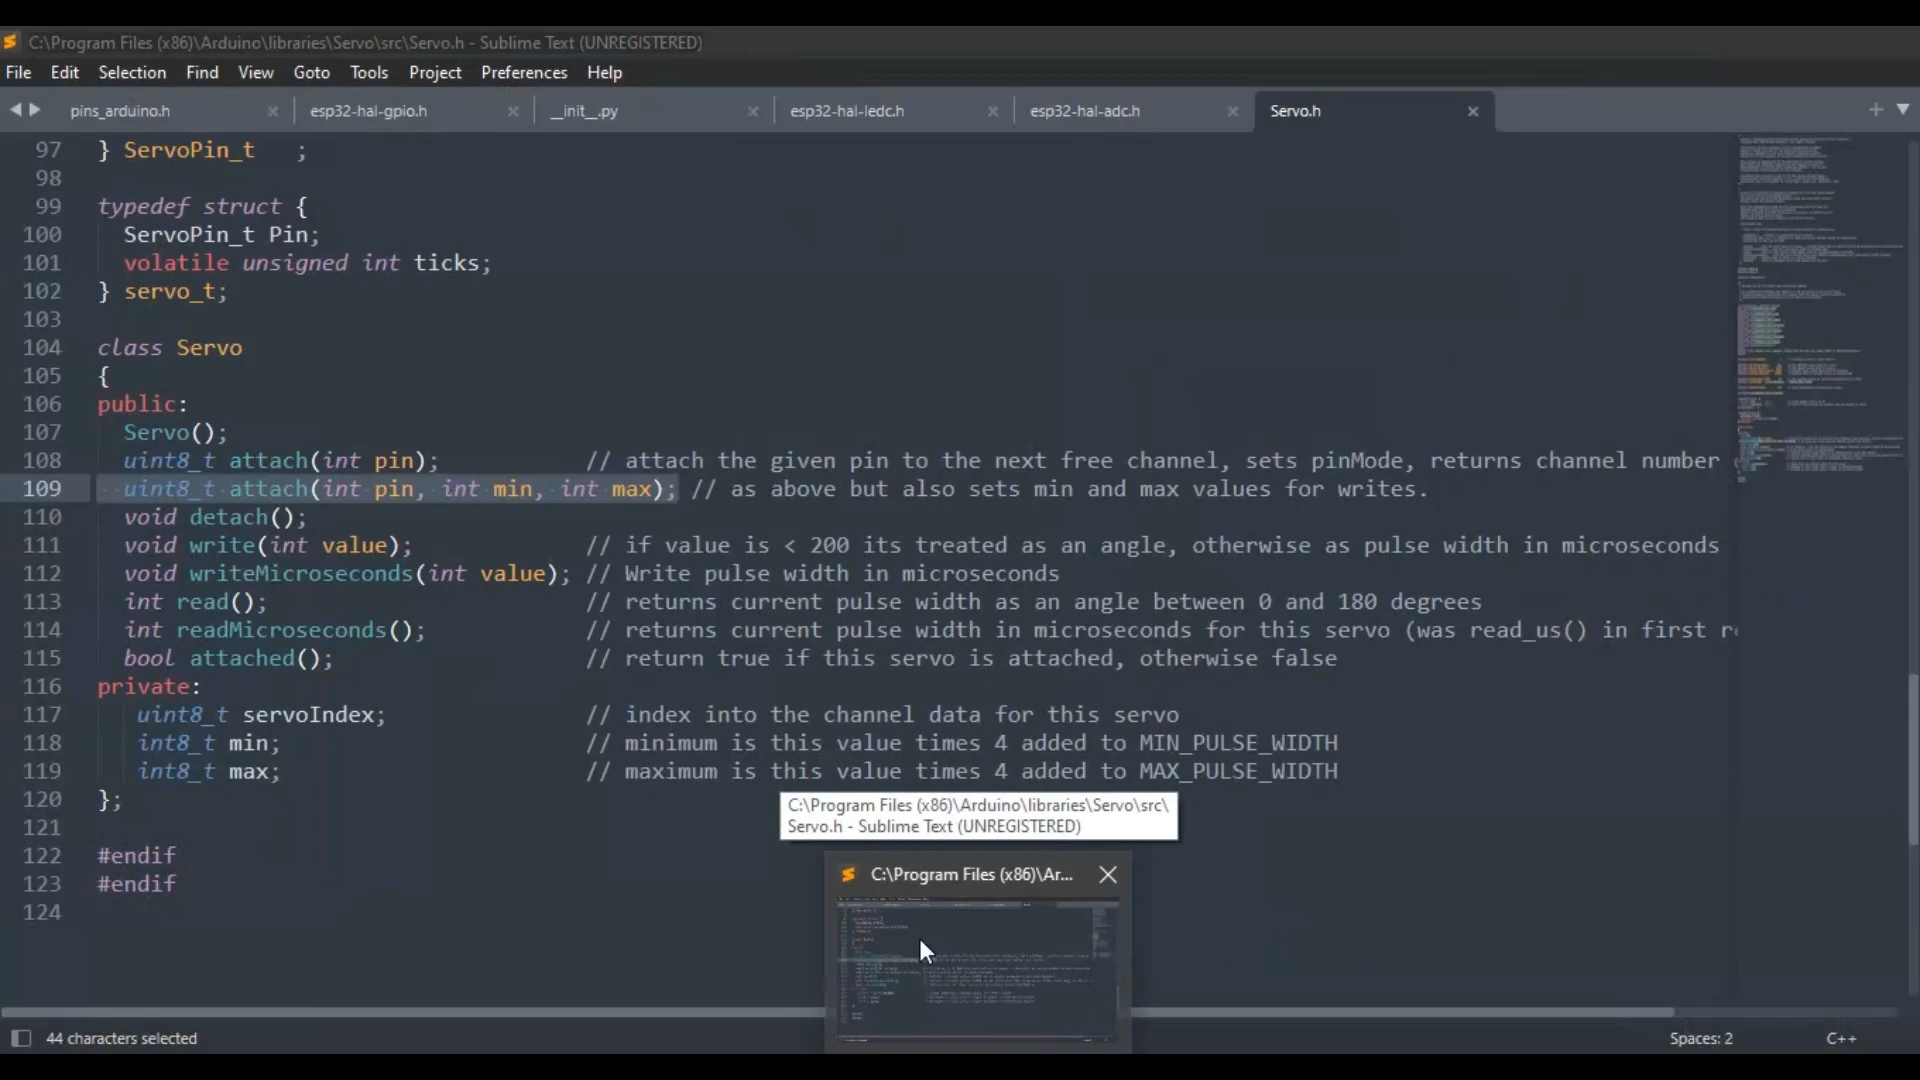 C:\Program Files (x86)\Arduino\libraries\Servo\src\Servo.h - Sublime Text (UNREGISTERED)
File Edit Selection Find View Goto Tools Project Preferences Help
pins_arduino.h esp32-hal-gpio.h __init__.py esp32-hal-ledc.h esp32-hal-adc.h Servo.h
97 } ServoPin_t   ;
98
99 typedef struct {
100   ServoPin_t Pin;
101   volatile unsigned int ticks;
102 } servo_t;
103
104 class Servo
105 {
106 public:
107   Servo();
108   uint8_t attach(int pin);           // attach the given pin to the next free channel, sets pinMode, returns channel number
109   uint8_t attach(int pin, int min, int max); // as above but also sets min and max values for writes.
110   void detach();
111   void write(int value);             // if value is < 200 its treated as an angle, otherwise as pulse width in microseconds
112   void writeMicroseconds(int value); // Write pulse width in microseconds
113   int read();                        // returns current pulse width as an angle between 0 and 180 degrees
114   int readMicroseconds();            // returns current pulse width in microseconds for this servo (was read_us() in first
115   bool attached();                   // return true if this servo is attached, otherwise false
116 private:
117    uint8_t servoIndex;               // index into the channel data for this servo
118    int8_t min;                       // minimum is this value times 4 added to MIN_PULSE_WIDTH
119    int8_t max;                       // maximum is this value times 4 added to MAX_PULSE_WIDTH
120 };
C:\Program Files (x86)\Arduino\libraries\Servo\src\
Servo.h - Sublime Text (UNREGISTERED)
121
122 #endif
123 #endif
124
C:\Program Files (x86)\Ar...
44 characters selected Spaces: 2 C++